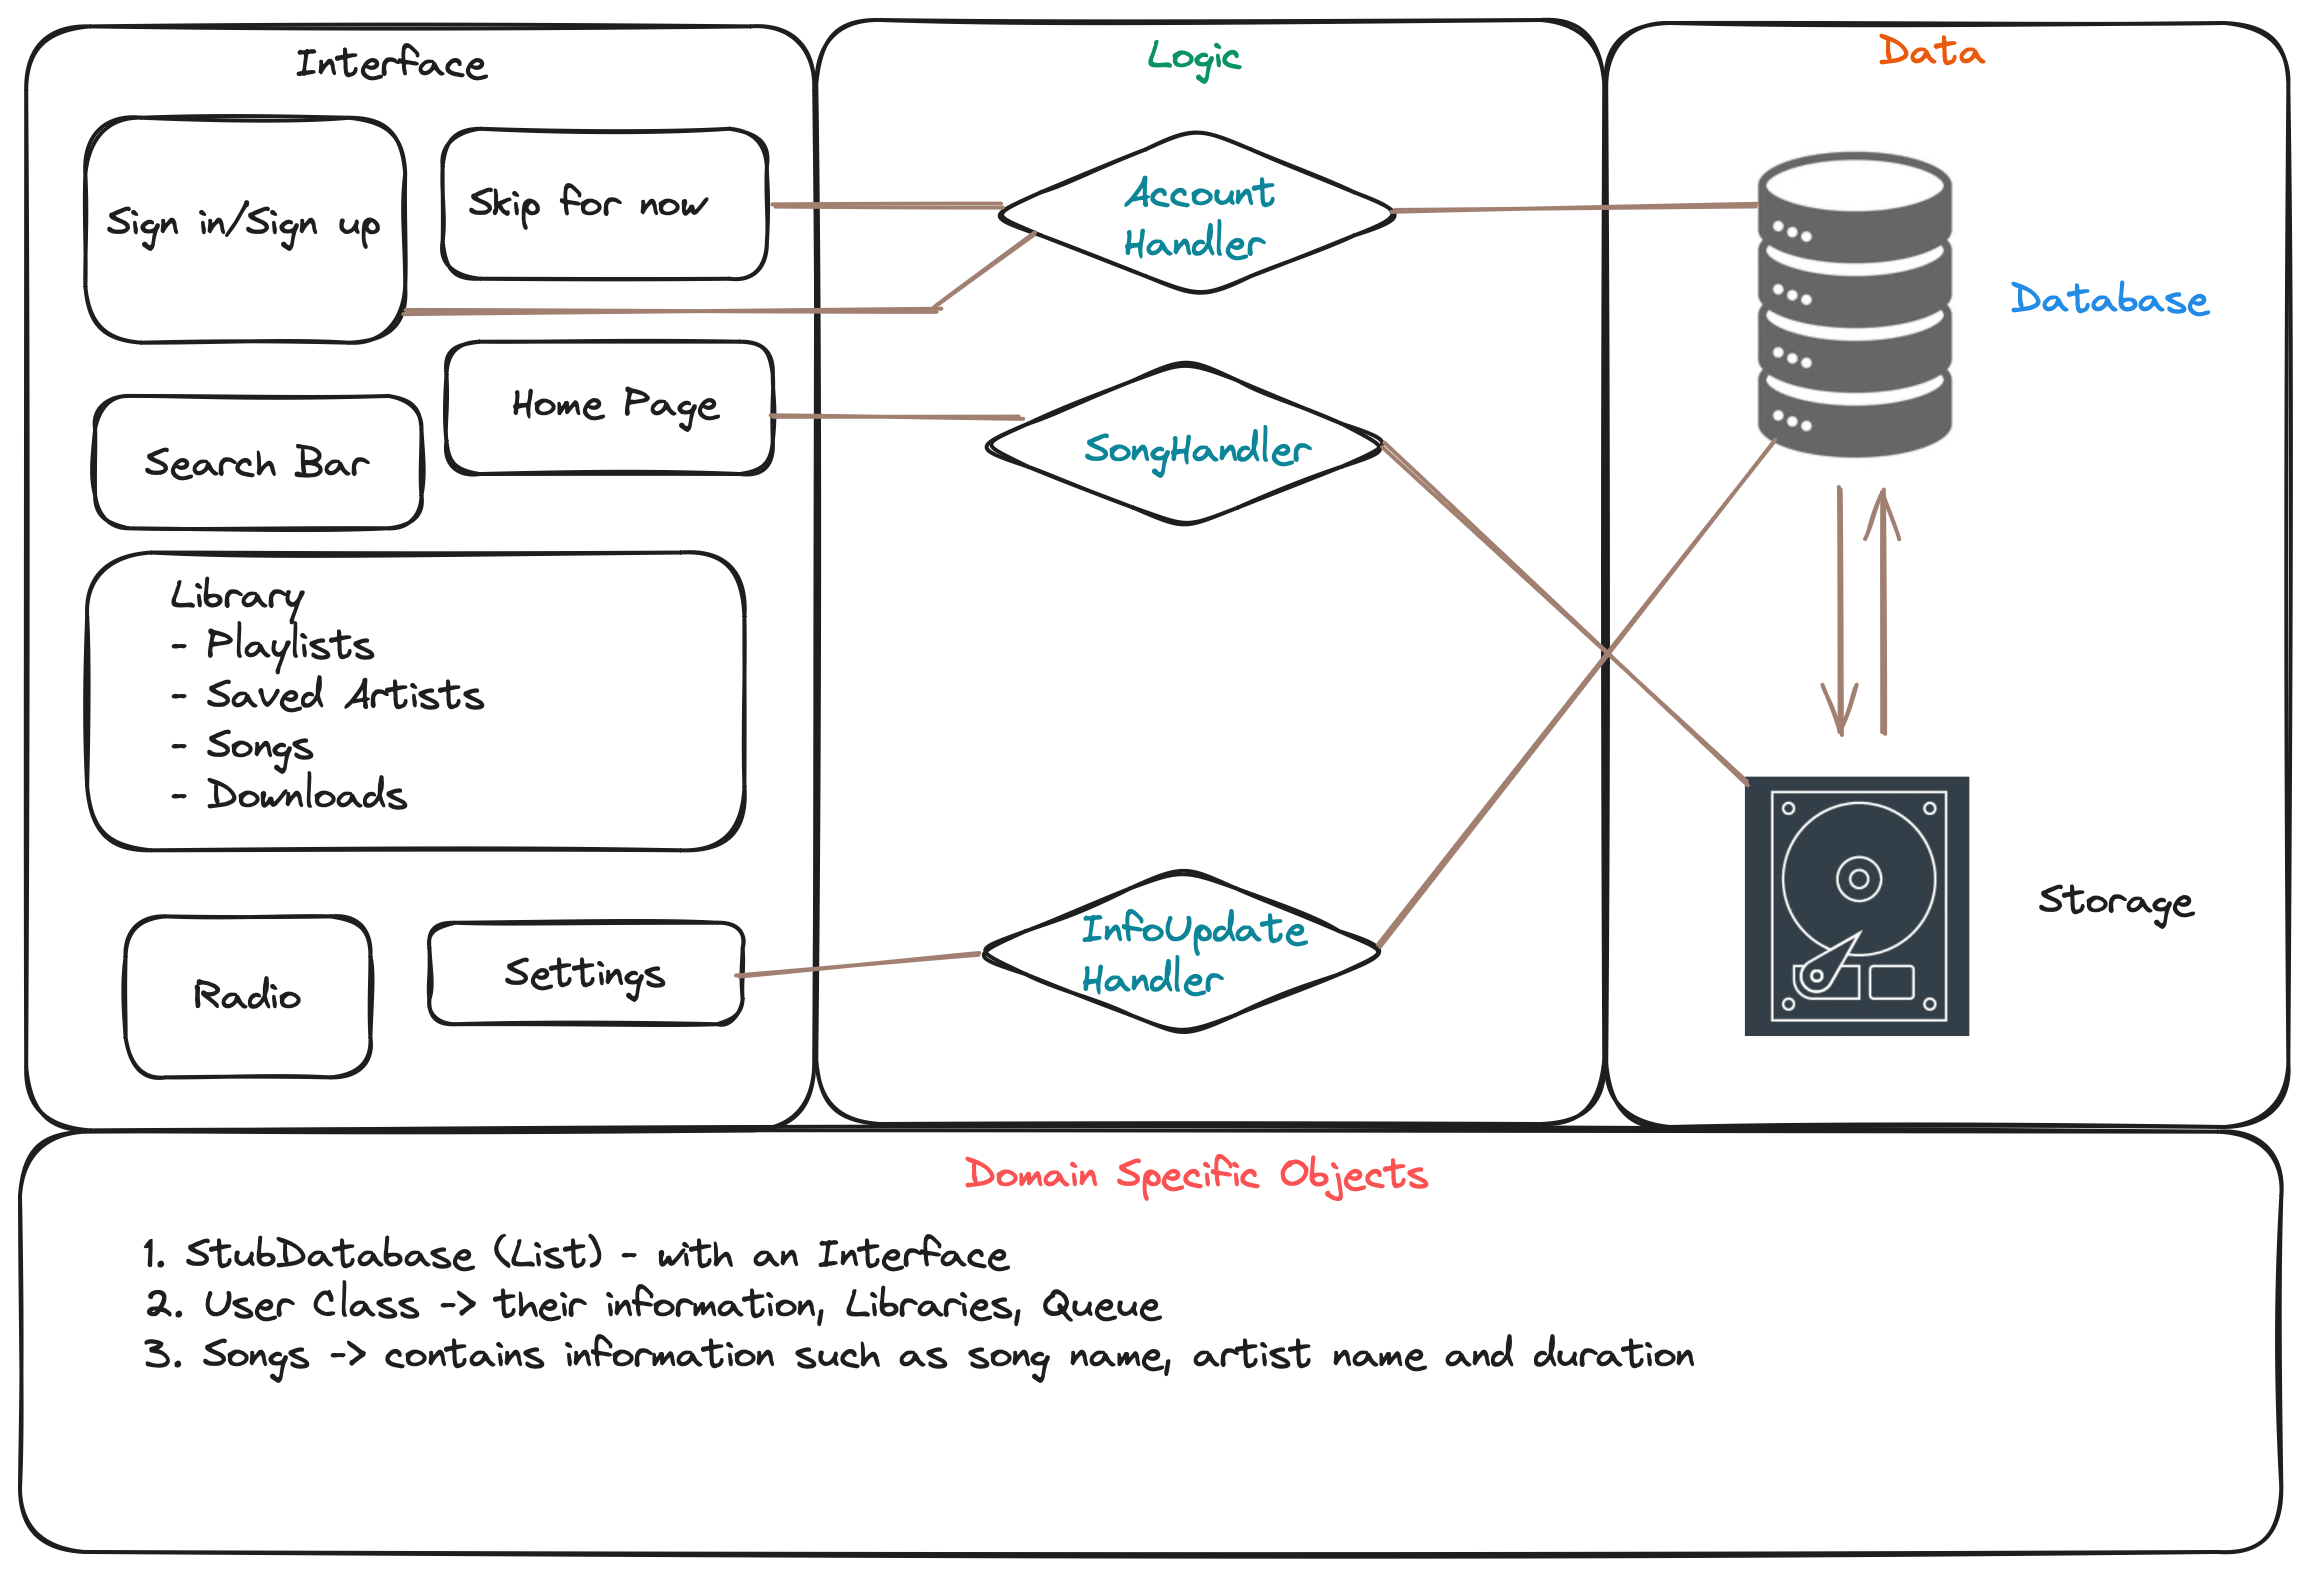 Interface
Sign in/Sign up
Skip for now
Home Page
Search Bar
Library
- Playlists
- Saved Artists
- Songs
- Downloads
Radio
Settings
Logic
Account
Handler
SongHandler
InfoUpdate
Handler
Data
Database
Storage
Domain Specific Objects
1. StubDatabase (List) - with an Interface
2. User Class -> their information, Libraries, Queue
3. Songs -> contains information such as song name, artist name and duration